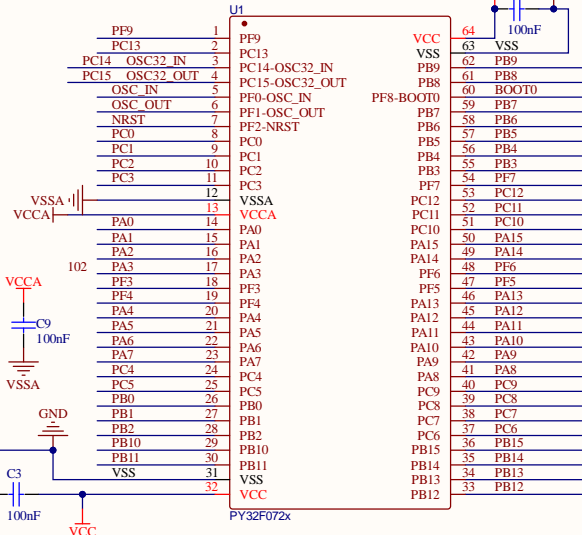 U1
100nF
PF9 1 PF9 VCC 64
PC13 2 PC13 VSS 63 VSS
PC14 OSC32_IN 3 PC14-OSC32_IN PB9 62 PB9
PC15 OSC32_OUT 4 PC15-OSC32_OUT PB8 61 PB8
OSC_IN 5 PF0-OSC_IN PF8-BOOT0 60 BOOT0
OSC_OUT 6 PF1-OSC_OUT PB7 59 PB7
NRST 7 PF2-NRST PB6 58 PB6
PC0 8 PC0 PB5 57 PB5
PC1 9 PC1 PB4 56 PB4
PC2 10 PC2 PB3 55 PB3
PC3 11 PC3 PF7 54 PF7
VSSA 12 VSSA PC12 53 PC12
VCCA 13 VCCA PC11 52 PC11
PA0 14 PA0 PC10 51 PC10
PA1 15 PA1 PA15 50 PA15
PA2 16 PA2 PA14 49 PA14
102 PA3 17 PA3 PF6 48 PF6
VCCA PF3 18 PF3 PF5 47 PF5
PF4 19 PF4 PA13 46 PA13
PA4 20 PA4 PA12 45 PA12
C9 PA5 21 PA5 PA11 44 PA11
100nF PA6 22 PA6 PA10 43 PA10
PA7 23 PA7 PA9 42 PA9
VSSA PC4 24 PC4 PA8 41 PA8
PC5 25 PC5 PC9 40 PC9
PB0 26 PB0 PC8 39 PC8
GND PB1 27 PB1 PC7 38 PC7
PB2 28 PB2 PC6 37 PC6
PB10 29 PB10 PB15 36 PB15
PB11 30 PB11 PB14 35 PB14
C3 VSS 31 VSS PB13 34 PB13
32 VCC PB12 33 PB12
100nF PY32F072x
VCC